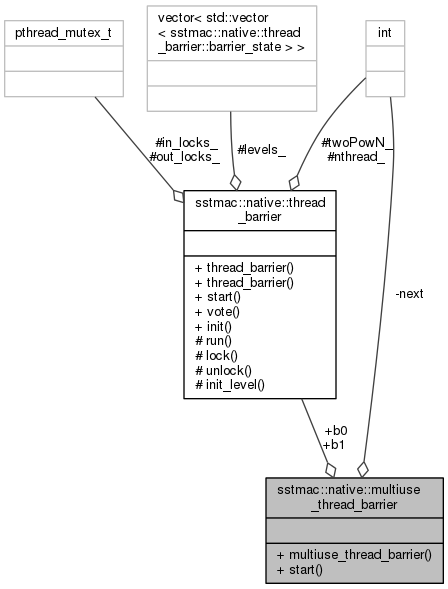 vector< std::vector
< sstmac::native::thread
_barrier::barrier_state > >
pthread_mutex_t
int
#in_locks_
#out_locks_
#levels_
#twoPowN_
#nthread_
sstmac::native::thread
_barrier
+ thread_barrier()
+ thread_barrier()
+ start()
+ vote()
+ init()
# run()
# lock()
# unlock()
# init_level()
-next
+b0
+b1
sstmac::native::multiuse
_thread_barrier
+ multiuse_thread_barrier()
+ start()